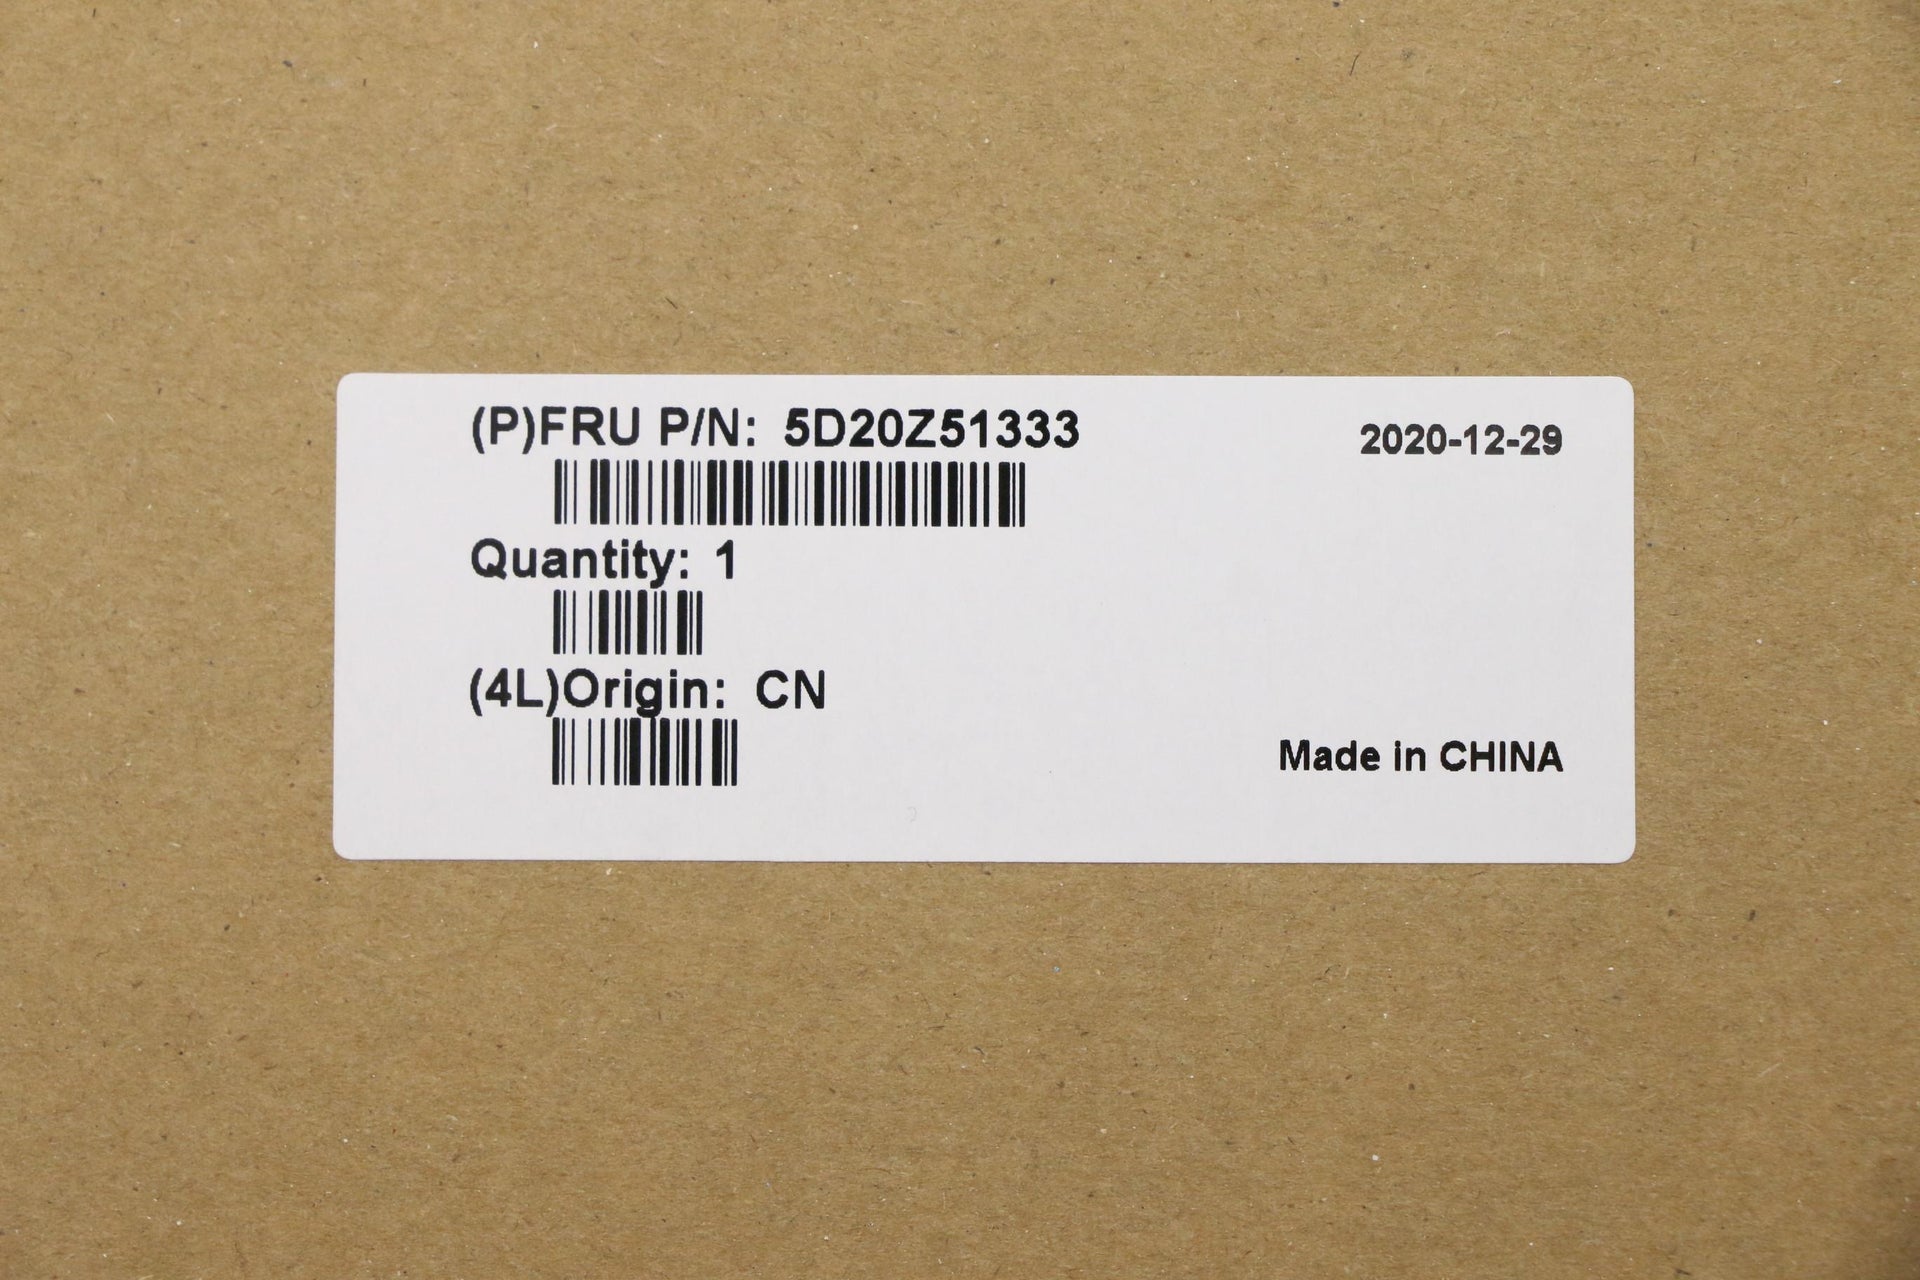 (P)FRU P/N: 5D20Z51333
2020-12-29
Quantity: 1
(4L)Origin: CN
Made in CHINA